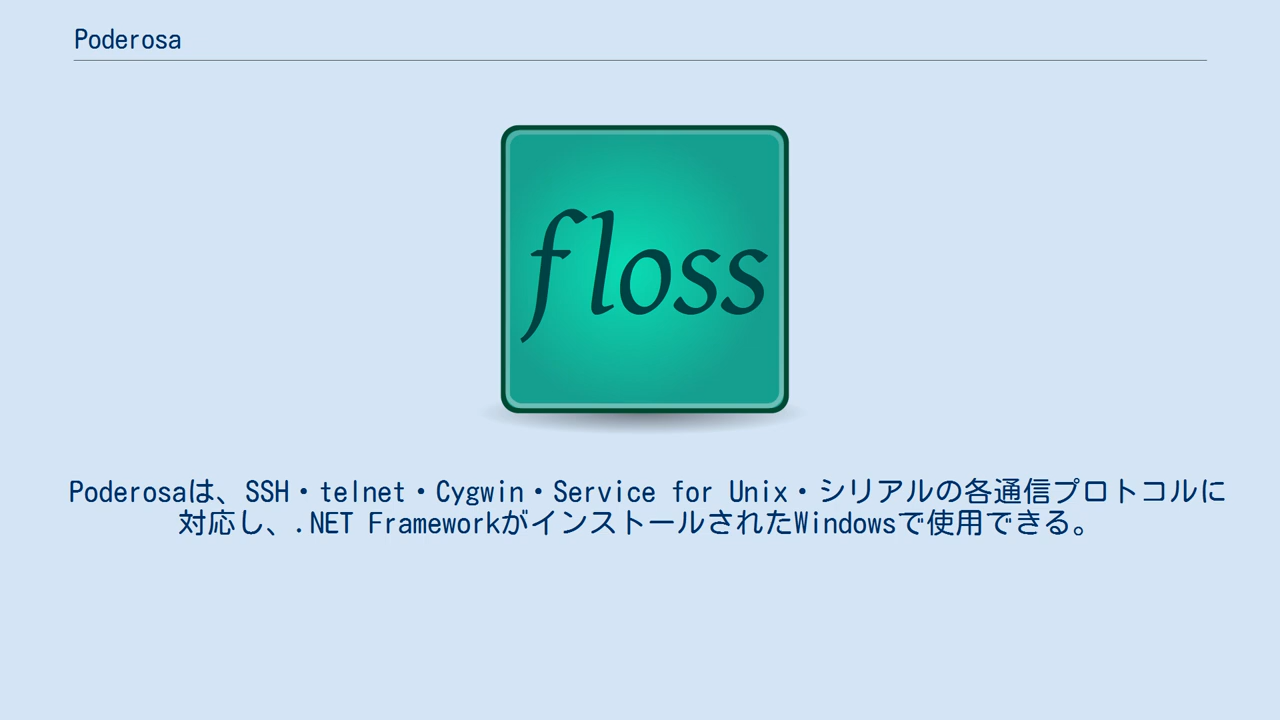 Poderosa
floss
Poderosaは、SSH・telnet・Cygwin・Service for Unix・シリアルの各通信プロトコルに
対応し、.NET FrameworkがインストールされたWindowsで使用できる。